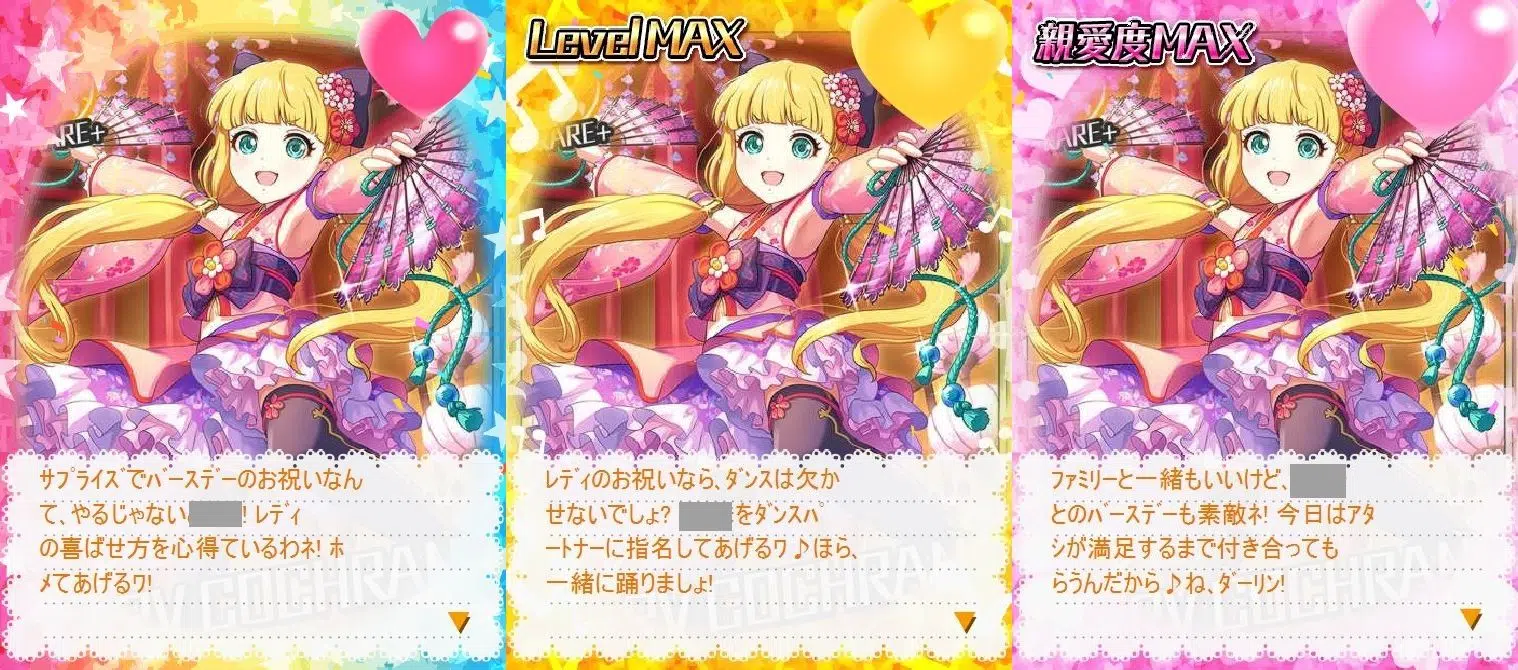 ARE+
サプライズでバースデーのお祝いなん
て、やるじゃない ! レディ
の喜ばせ方を心得ているわネ! ホ
メてあげるワ!
Y COCHRA
Level MAX
ARE+
レディのお祝いなら、ダンスは欠か
せないでしょ? をダンスパ
ートナーに指名してあげるワ♪ほら、
一緒に踊りましょ!
Y COCHRA
親愛度MAX
ARE+
ファミリーと一緒もいいけど、
とのバースデーも素敵ネ! 今日はアタ
シが満足するまで付き合っても
らうんだから♪ね、ダーリン!
Y COCHRA